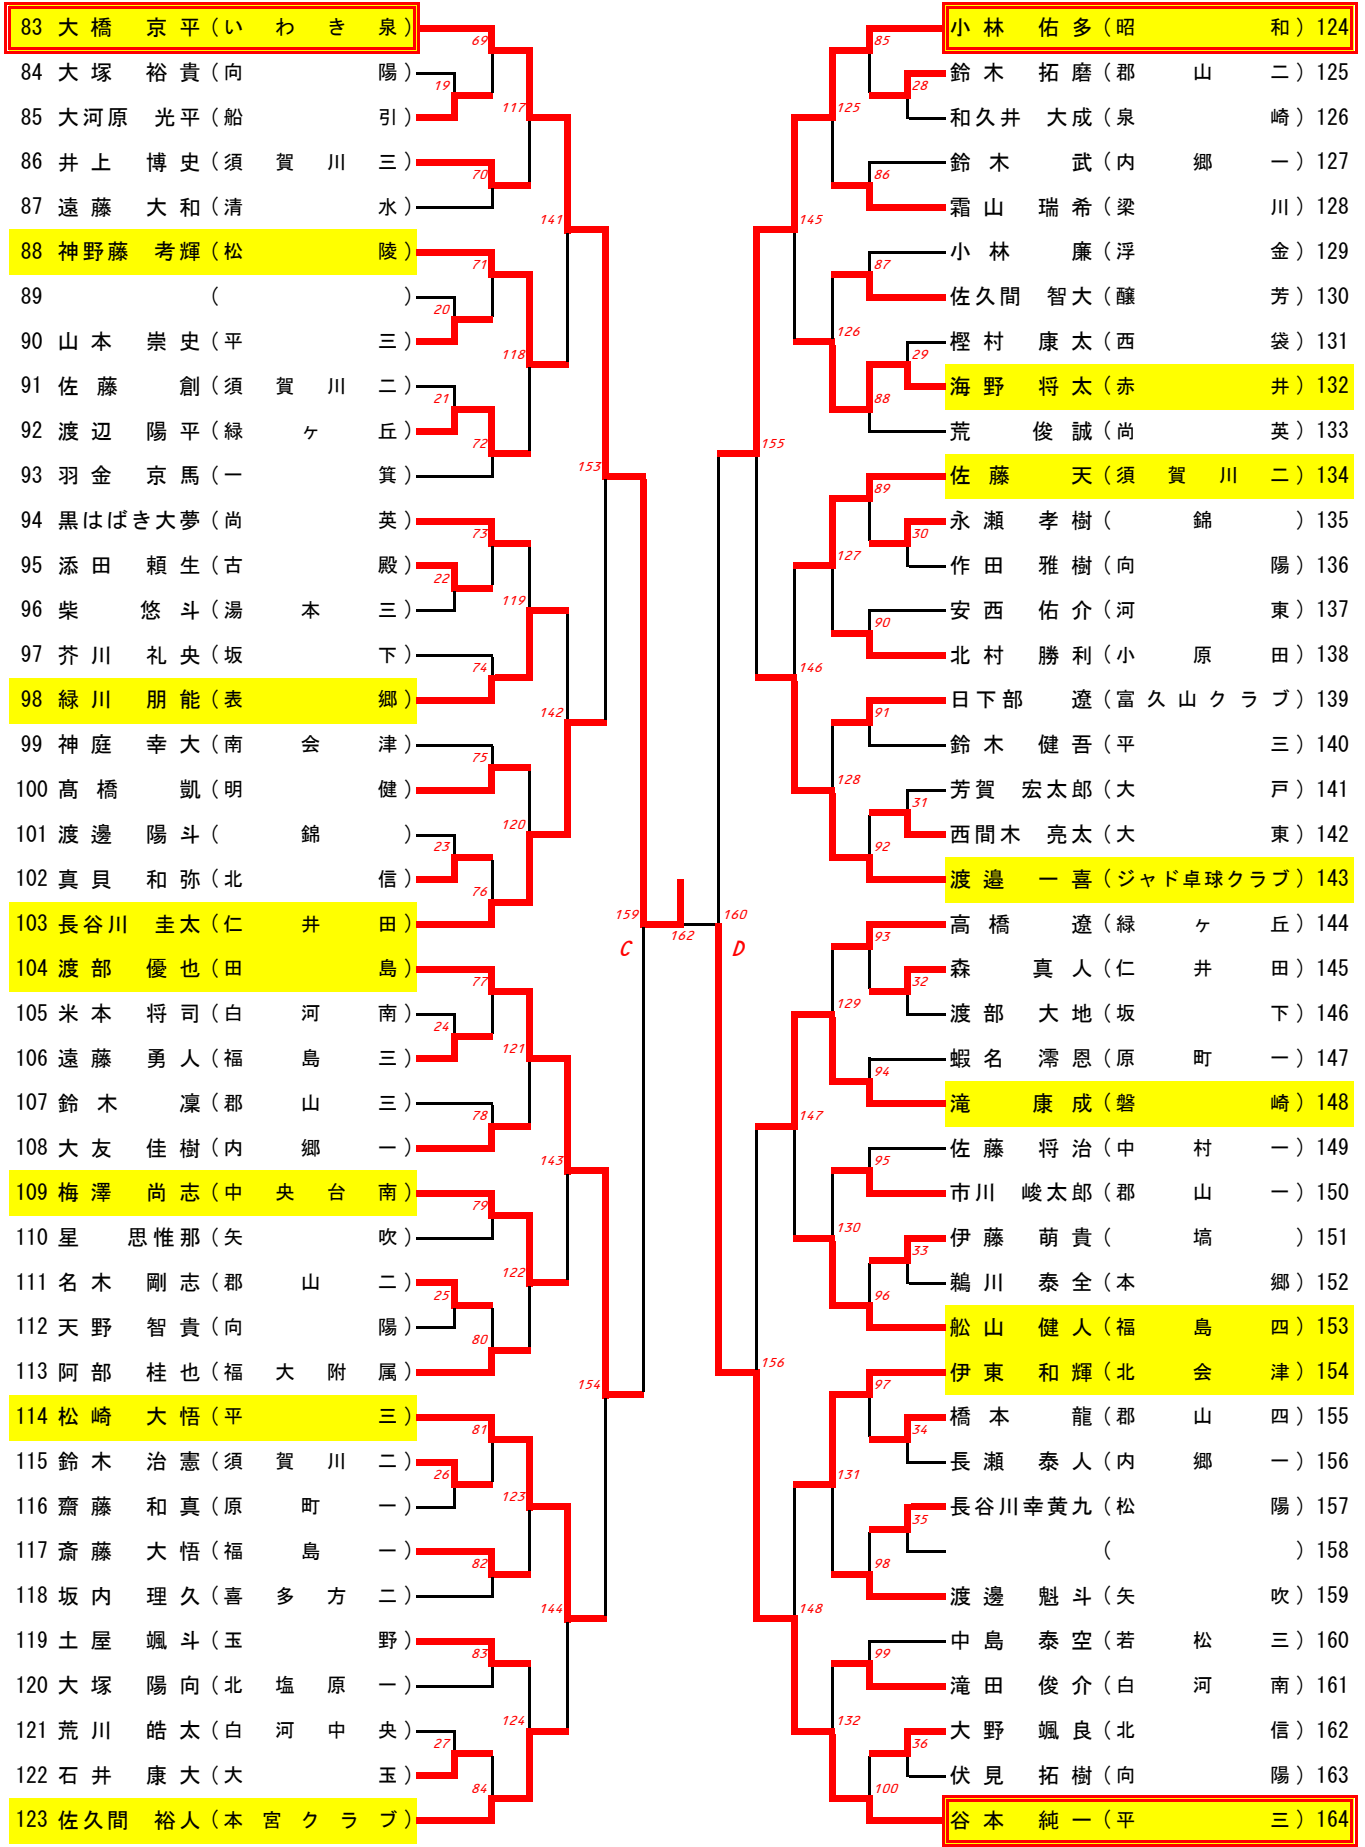 83 大橋 京平(いわき泉)
84 大塚 裕貴(向陽)
85 大河原 光平(船引)
86 井上 博史(須賀川三)
87 遠藤 大和(清水)
88 神野藤 考輝(松陵)
89 ( )
90 山本 崇史(平三)
91 佐藤 創(須賀川二)
92 渡辺 陽平(緑ヶ丘)
93 羽金 京馬(一箕)
94 黒はばき大夢(尚英)
95 添田 頼生(古殿)
96 柴 悠斗(湯本三)
97 芥川 礼央(坂下)
98 緑川 朋能(表郷)
99 神庭 幸大(南会津)
100 髙橋 凱(明健)
101 渡邊 陽斗(錦)
102 真貝 和弥(北信)
103 長谷川 圭太(仁井田)
104 渡部 優也(田島)
105 米本 将司(白河南)
106 遠藤 勇人(福島三)
107 鈴木 凜(郡山三)
108 大友 佳樹(内郷一)
109 梅澤 尚志(中央台南)
110 星 思惟那(矢吹)
111 名木 剛志(郡山二)
112 天野 智貴(向陽)
113 阿部 桂也(福大附属)
114 松崎 大悟(平三)
115 鈴木 治憲(須賀川二)
116 齋藤 和真(原町一)
117 斎藤 大悟(福島一)
118 坂内 理久(喜多方二)
119 土屋 颯斗(玉野)
120 大塚 陽向(北塩原一)
121 荒川 皓太(白河中央)
122 石井 康大(大玉)
123 佐久間 裕人(本宮クラブ)
69
19
117
70
141
71
20
118
21
72
153
73
22
119
74
142
75
120
23
76
159
C
77
24
121
78
143
79
122
25
80
154
81
26
123
82
144
83
124
27
84
162
160
D
85
28
125
86
145
87
126
29
88
155
89
30
127
90
146
91
128
31
92
93
32
129
94
147
95
130
33
96
156
97
34
131
35
98
148
99
132
36
100
小林 佑多(昭和)124
鈴木 拓磨(郡山二)125
和久井 大成(泉崎)126
鈴木 武(内郷一)127
霜山 瑞希(梁川)128
小林 廉(浮金)129
佐久間 智大(醸芳)130
樫村 康太(西袋)131
海野 将太(赤井)132
荒 俊誠(尚英)133
佐藤 天(須賀川二)134
永瀬 孝樹(錦)135
作田 雅樹(向陽)136
安西 佑介(河東)137
北村 勝利(小原田)138
日下部 遼(富久山クラブ)139
鈴木 健吾(平三)140
芳賀 宏太郎(大戸)141
西間木 亮太(大東)142
渡邉 一喜(ジャド卓球クラブ)143
高橋 遼(緑ヶ丘)144
森 真人(仁井田)145
渡部 大地(坂下)146
蝦名 澪恩(原町一)147
滝 康成(磐崎)148
佐藤 将治(中村一)149
市川 峻太郎(郡山一)150
伊藤 萌貴(塙)151
鵜川 泰全(本郷)152
舩山 健人(福島四)153
伊東 和輝(北会津)154
橋本 龍(郡山四)155
長瀬 泰人(内郷一)156
長谷川幸黄九(松陽)157
( )158
渡邊 魁斗(矢吹)159
中島 泰空(若松三)160
滝田 俊介(白河南)161
大野 颯良(北信)162
伏見 拓樹(向陽)163
谷本 純一(平三)164